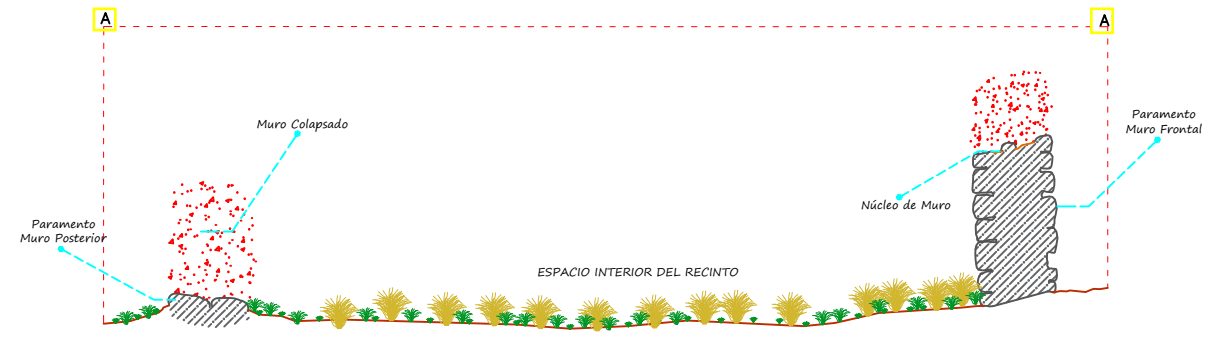 A
A
Muro Colapsado
Paramento
Muro Frontal
Núcleo de Muro
Paramento
Muro Posterior
ESPACIO INTERIOR DEL RECINTO